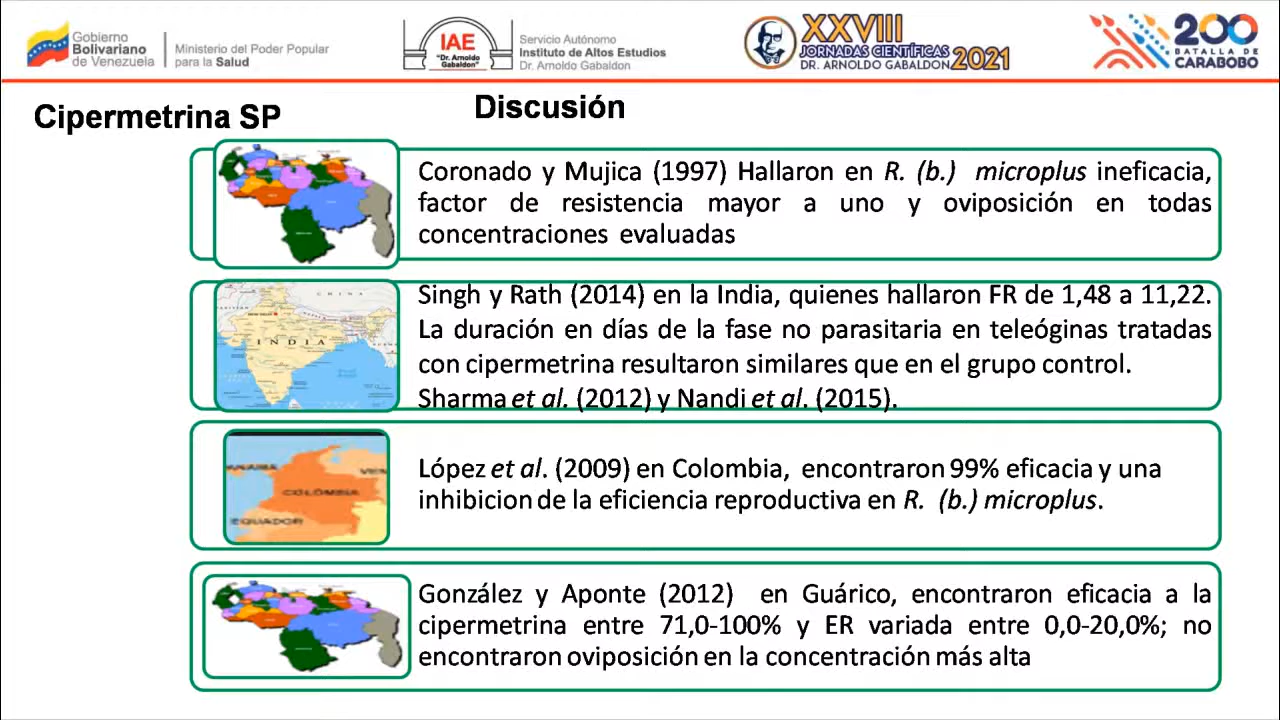 Gobierno
Bolivariano
de Venezuela
Ministerio del Poder Popular
para la Salud
IAE
"Dr. Arnoldo
Gabaldon"
Servicio Autónomo
Instituto de Altos Estudios
Dr. Arnoldo Gabaldon
XXVIII
JORNADAS CIENTÍFICAS
DR. ARNOLDO GABALDON
2021
200
BATALLA DE
CARABOBO
Cipermetrina SP
Discusión
Coronado y Mujica (1997) Hallaron en R. (b.) microplus ineficacia,
factor de resistencia mayor a uno y oviposición en todas
concentraciones evaluadas
CHINA
INDIA
Singh y Rath (2014) en la India, quienes hallaron FR de 1,48 a 11,22.
La duración en días de la fase no parasitaria en teleóginas tratadas
con cipermetrina resultaron similares que en el grupo control.
Sharma et al. (2012) y Nandi et al. (2015).
COLOMBIA
ECUADOR
López et al. (2009) en Colombia, encontraron 99% eficacia y una
inhibicion de la eficiencia reproductiva en R. (b.) microplus.
González y Aponte (2012) en Guárico, encontraron eficacia a la
cipermetrina entre 71,0-100% y ER variada entre 0,0-20,0%; no
encontraron oviposición en la concentración más alta